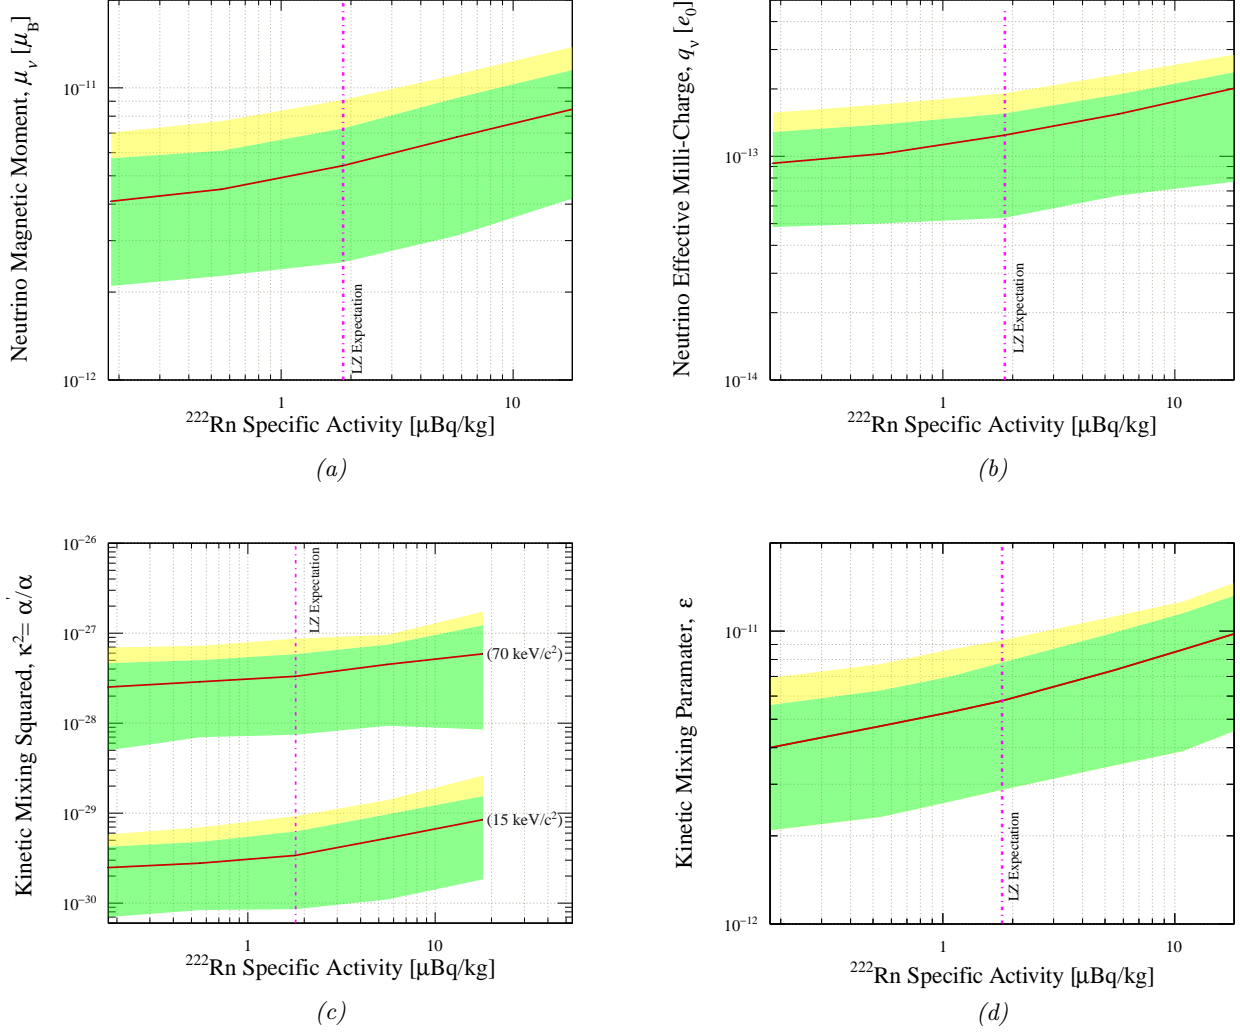 Neutrino Magnetic Moment, μν [μB]
10⁻¹¹
10⁻¹²
LZ Expectation
1
10
²²²Rn Specific Activity [μBq/kg]
(a)
Neutrino Effective Milli-Charge, qν [e0]
10⁻¹³
10⁻¹⁴
LZ Expectation
1
10
²²²Rn Specific Activity [μBq/kg]
(b)
Kinetic Mixing Squared, κ²= α'/α
10⁻²⁶
10⁻²⁷
10⁻²⁸
10⁻²⁹
10⁻³⁰
LZ Expectation
(70 keV/c²)
(15 keV/c²)
1
10
²²²Rn Specific Activity [μBq/kg]
(c)
Kinetic Mixing Paramater, ε
10⁻¹¹
10⁻¹²
LZ Expectation
1
10
²²²Rn Specific Activity [μBq/kg]
(d)